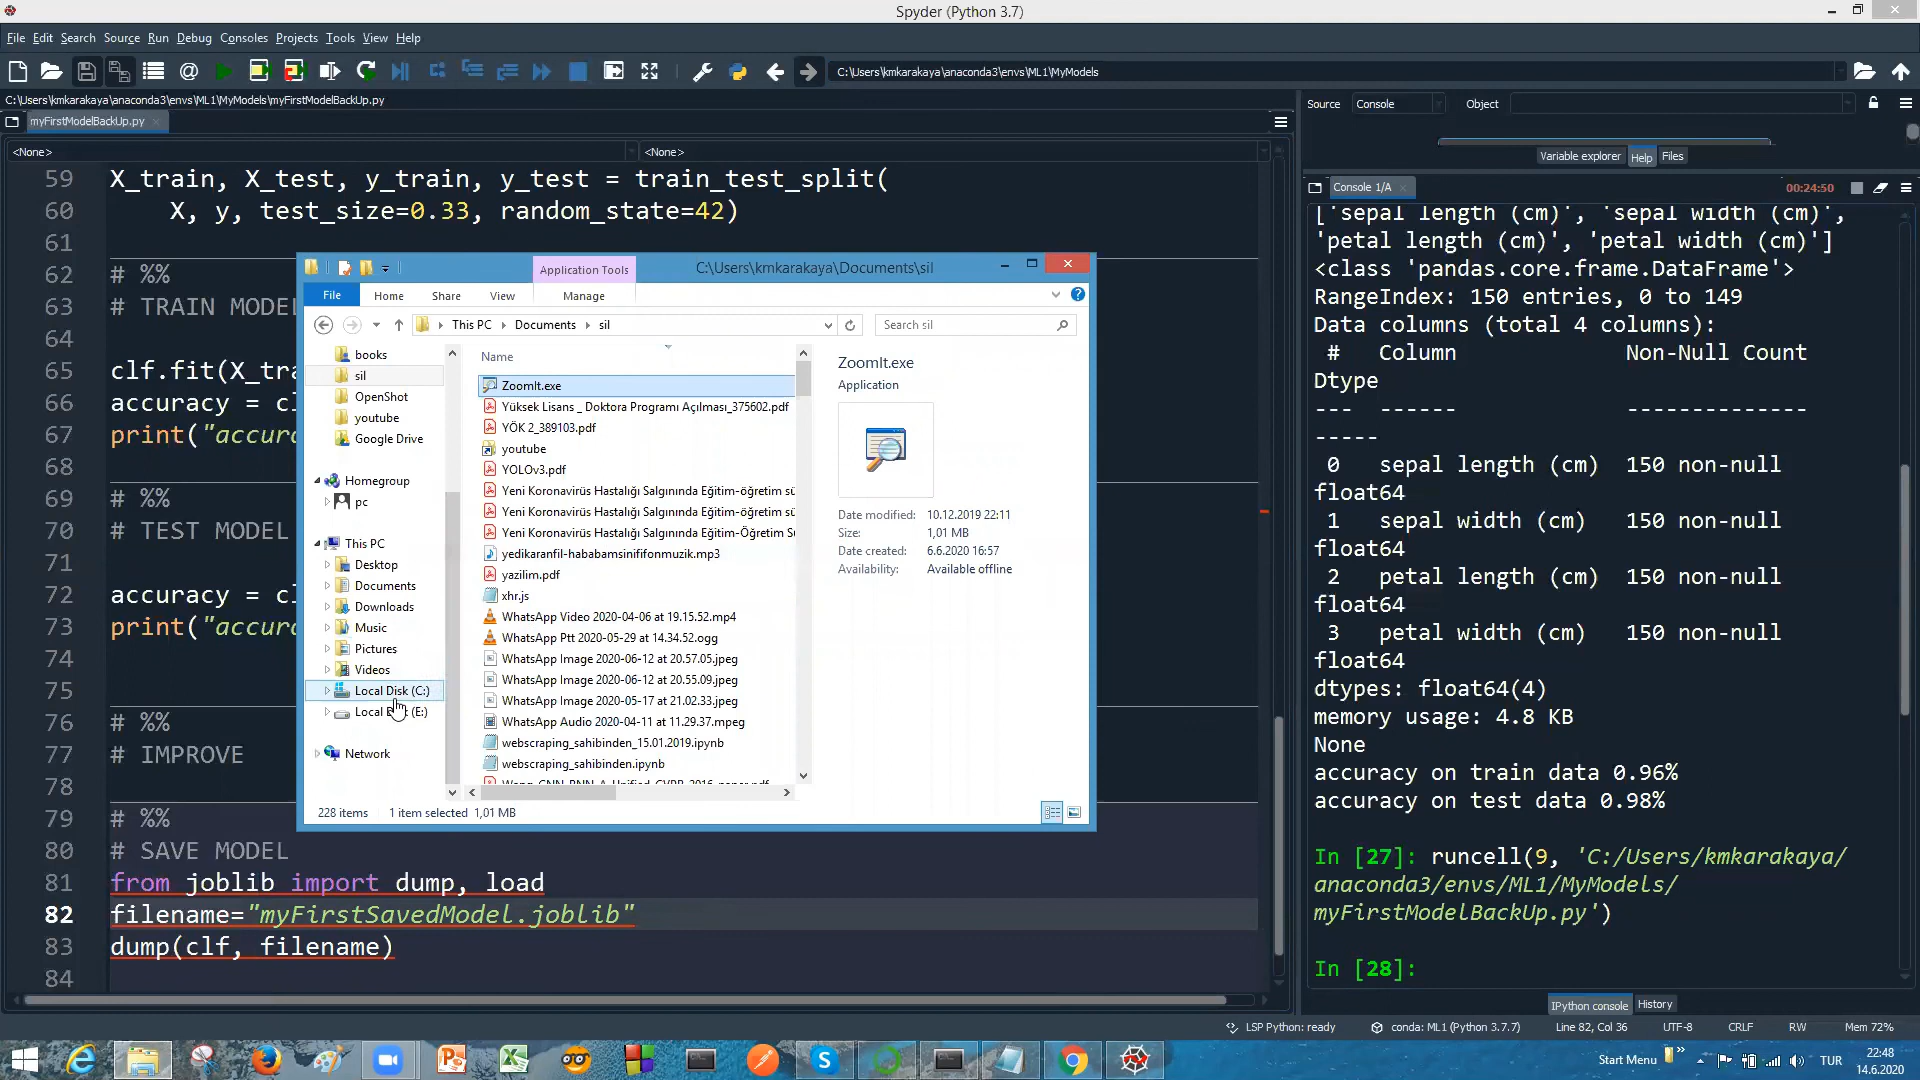 Spyder (Python 3.7)
File Edit Search Source Run Debug Consoles Projects Tools View Help
C:\Users\kmkarakaya\anaconda3\envs\ML1\MyModels
C:\Users\kmkarakaya\anaconda3\envs\ML1\MyModels\myFirstModelBackUp.py
myFirstModelBackUp.py
<None>
<None>
59 X_train, X_test, y_train, y_test = train_test_split(
60 X, y, test_size=0.33, random_state=42)
61
62 # %%
63 # TRAIN MODEL
64
65 clf.fit(X_tra
66 accuracy = cl
67 print("accura
68
69 # %%
70 # TEST MODEL
71
72 accuracy = cl
73 print("accura
74
75
76 # %%
77 # IMPROVE
78
79 # %%
80 # SAVE MODEL
81 from joblib import dump, load
82 filename="myFirstSavedModel.joblib"
83 dump(clf, filename)
84
Application Tools
C:\Users\kmkarakaya\Documents\sil
File Home Share View Manage
This PC Documents sil
Search sil
books
sil
OpenShot
youtube
Google Drive
Homegroup
pc
This PC
Desktop
Documents
Downloads
Music
Pictures
Videos
Local Disk (C:)
Local (E:)
Network
Name
ZoomIt.exe
Yüksek Lisans _ Doktora Programı Açılması_375602.pdf
YÖK 2_389103.pdf
youtube
YOLOv3.pdf
Yeni Koronavirüs Hastalığı Salgınında Eğitim-öğretim sü
Yeni Koronavirüs Hastalığı Salgınında Eğitim-öğretim sü
Yeni Koronavirüs Hastalığı Salgınında Eğitim-Öğretim S
yedikaranfil-hababamsinififonmuzik.mp3
yazilim.pdf
xhr.js
WhatsApp Video 2020-04-06 at 19.15.52.mp4
WhatsApp Ptt 2020-05-29 at 14.34.52.ogg
WhatsApp Image 2020-06-12 at 20.57.05.jpeg
WhatsApp Image 2020-06-12 at 20.55.09.jpeg
WhatsApp Image 2020-05-17 at 21.02.33.jpeg
WhatsApp Audio 2020-04-11 at 11.29.37.mpeg
webscraping_sahibinden_15.01.2019.ipynb
webscraping_sahibinden.ipynb
ZoomIt.exe
Application
Date modified: 10.12.2019 22:11
Size: 1,01 MB
Date created: 6.6.2020 16:57
Availability: Available offline
228 items 1 item selected 1,01 MB
Source Console Object
Variable explorer Help Files
Console 1/A
00:24:50
['sepal length (cm)', 'sepal width (cm)',
'petal length (cm)', 'petal width (cm)']
<class 'pandas.core.frame.DataFrame'>
RangeIndex: 150 entries, 0 to 149
Data columns (total 4 columns):
# Column Non-Null Count
Dtype
--- ------ --------------
-----
0 sepal length (cm) 150 non-null
float64
1 sepal width (cm) 150 non-null
float64
2 petal length (cm) 150 non-null
float64
3 petal width (cm) 150 non-null
float64
dtypes: float64(4)
memory usage: 4.8 KB
None
accuracy on train data 0.96%
accuracy on test data 0.98%
In [27]: runcell(9, 'C:/Users/kmkarakaya/
anaconda3/envs/ML1/MyModels/
myFirstModelBackUp.py')
In [28]:
IPython console History
LSP Python: ready conda: ML1 (Python 3.7.7) Line 82, Col 36 UTF-8 CRLF RW Mem 72%
Start Menu
TUR
22:48
14.6.2020